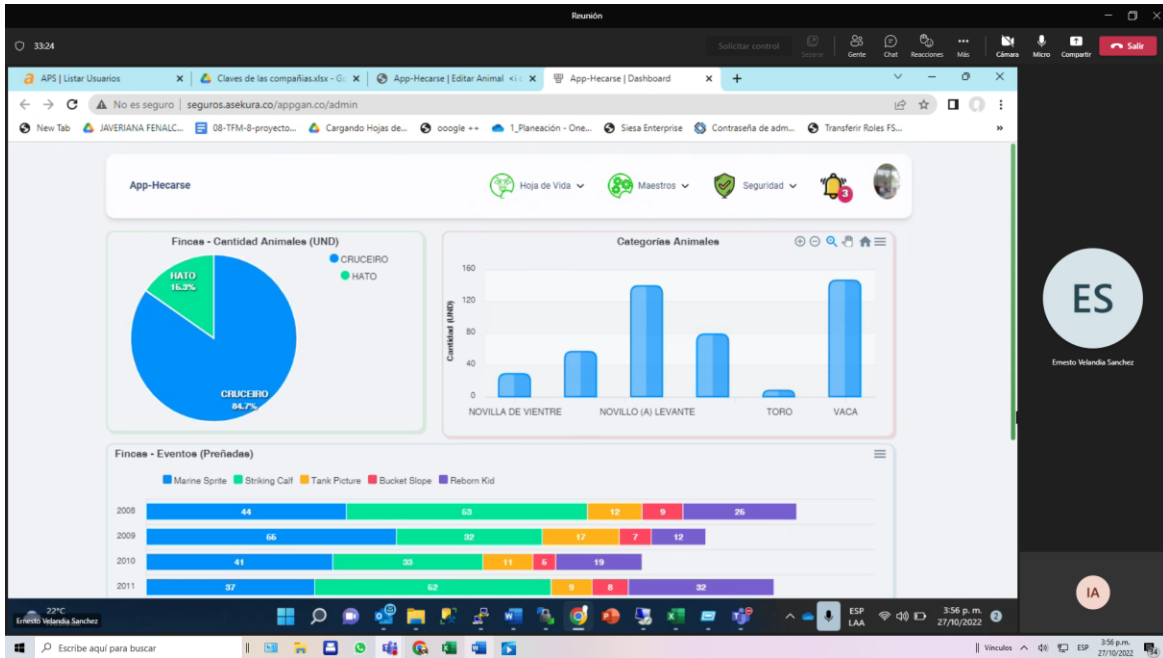 Reunión
33:24
Solicitar control
Separar
Gente
Chat
Reacciones
Más
Cámara
Micro
Compartir
Salir
APS | Listar Usuarios
Claves de las compañias.xlsx - Go
App-Hecarse | Editar Animal <i c
App-Hecarse | Dashboard
No es seguro | seguros.asekura.co/appgan.co/admin
New Tab
JAVERIANA FENALC...
08-TFM-8-proyecto...
Cargando Hojas de...
ooogle ++
1_Planeación - One...
Siesa Enterprise
Contraseña de adm...
Transferir Roles FS...
»
App-Hecarse
Hoja de Vida
Maestros
Seguridad
3
Fincas - Cantidad Animales (UND)
CRUCEIRO
HATO
HATO
15.3%
CRUCEIRO
84.7%
Categorías Animales
Cantidad (UND)
160
120
80
40
0
NOVILLA DE VIENTRE
NOVILLO (A) LEVANTE
TORO
VACA
Fincas - Eventos (Preñadas)
Marine Sprite
Striking Calf
Tank Picture
Bucket Slope
Reborn Kid
2008 44 53 12 9 25
2009 55 32 17 7 12
2010 41 33 11 5 19
2011 37 52 9 8 32
ES
Ernesto Velandia Sanchez
IA
22°C
Ernesto Velandia Sanchez
ESP
LAA
3:56 p. m.
27/10/2022
2
Escribe aquí para buscar
Vínculos
ESP
3:56 p.m.
27/10/2022